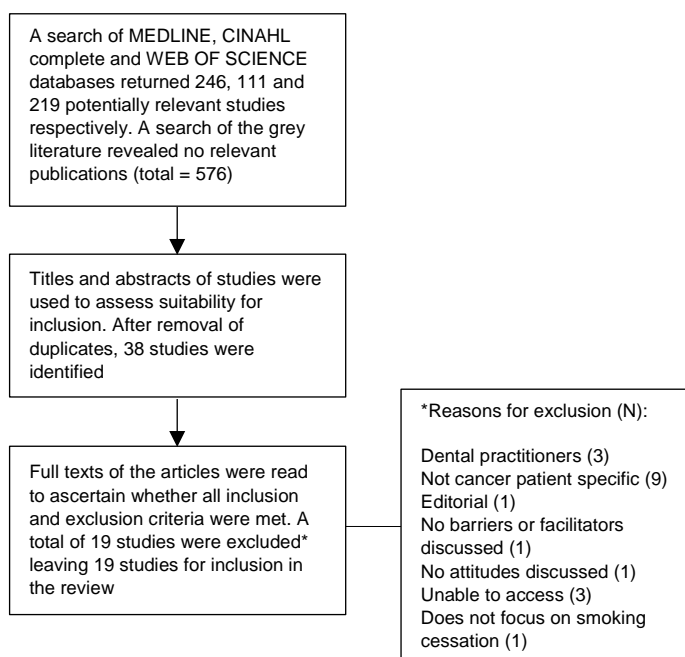 A search of MEDLINE, CINAHL
complete and WEB OF SCIENCE
databases returned 246, 111 and
219 potentially relevant studies
respectively. A search of the grey
literature revealed no relevant
publications (total = 576)
Titles and abstracts of studies were
used to assess suitability for
inclusion. After removal of
duplicates, 38 studies were
identified
Full texts of the articles were read
to ascertain whether all inclusion
and exclusion criteria were met. A
total of 19 studies were excluded*
leaving 19 studies for inclusion in
the review
*Reasons for exclusion (N):
Dental practitioners (3)
Not cancer patient specific (9)
Editorial (1)
No barriers or facilitators
discussed (1)
No attitudes discussed (1)
Unable to access (3)
Does not focus on smoking
cessation (1)